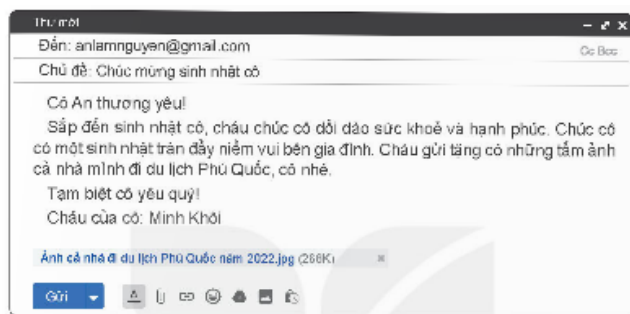 Thư mới
Đến: anlamnguyen@gmail.com
Cc Bcc
Chủ đề: Chúc mừng sinh nhật cô
Cô An thương yêu!
Sắp đến sinh nhật cô, cháu chúc cô dồi dào sức khoẻ và hạnh phúc. Chúc cô
có một sinh nhật tràn đầy niềm vui bên gia đình. Cháu gửi tặng cô những tấm ảnh
cả nhà mình đi du lịch Phú Quốc, cô nhé.
Tạm biệt cô yêu quý!
Cháu của cô: Minh Khôi
Ảnh cả nhà đi du lịch Phú Quốc năm 2022.jpg (266K)
Gửi